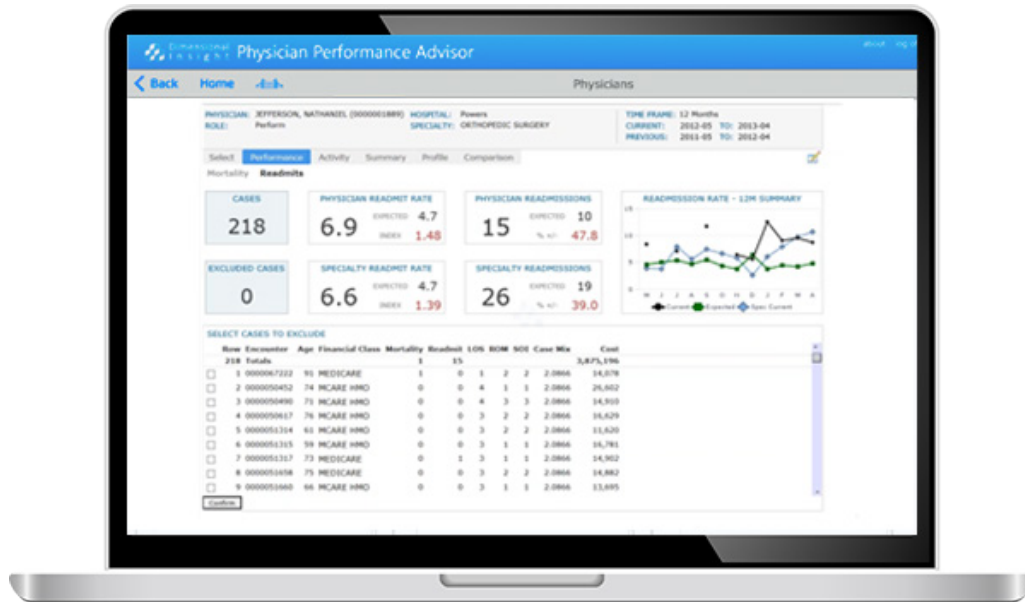 Dimensional Insight Physician Performance Advisor
about
Back Home Physicians
PHYSICIAN: JEFFERSON, NATHANIEL (0000001889) HOSPITAL: Powers TIME FRAME: 12 Months
ROLE: Perform SPECIALTY: ORTHOPEDIC SURGERY CURRENT: 2012-05 TO: 2013-04
PREVIOUS: 2011-05 TO: 2012-04
Select Performance Activity Summary Profile Comparison
Mortality Readmits
CASES PHYSICIAN READMIT RATE PHYSICIAN READMISSIONS READMISSION RATE - 12M SUMMARY
218 6.9 EXPECTED 4.7 15 EXPECTED 10
INDEX 1.48 % +/- 47.8
EXCLUDED CASES SPECIALTY READMIT RATE SPECIALTY READMISSIONS
0 6.6 EXPECTED 4.7 26 EXPECTED 19
INDEX 1.39 % +/- 39.0
15
10
5
0
M J J A S O N D J F M A
Current Expected Spec Current
SELECT CASES TO EXCLUDE
Row Encounter Age Financial Class Mortality Readmit LOS ROM SOI Case Mix Cost
218 Totals 1 15 3,875,196
1 0000067222 91 MEDICARE 1 0 1 2 2 2.0866 14,078
2 0000050452 74 MCARE HMO 0 0 4 1 1 2.0866 26,602
3 0000050490 71 MCARE HMO 0 0 4 3 3 2.0866 14,910
4 0000050617 76 MCARE HMO 0 0 3 2 2 2.0866 16,629
5 0000051314 61 MCARE HMO 0 0 3 2 2 2.0866 11,620
6 0000051315 59 MCARE HMO 0 0 3 1 1 2.0866 16,781
7 0000051317 73 MEDICARE 0 1 3 1 1 2.0866 14,902
8 0000051658 75 MEDICARE 0 0 3 2 2 2.0866 14,882
9 0000051660 66 MCARE HMO 0 0 3 1 1 2.0866 13,695
Confirm